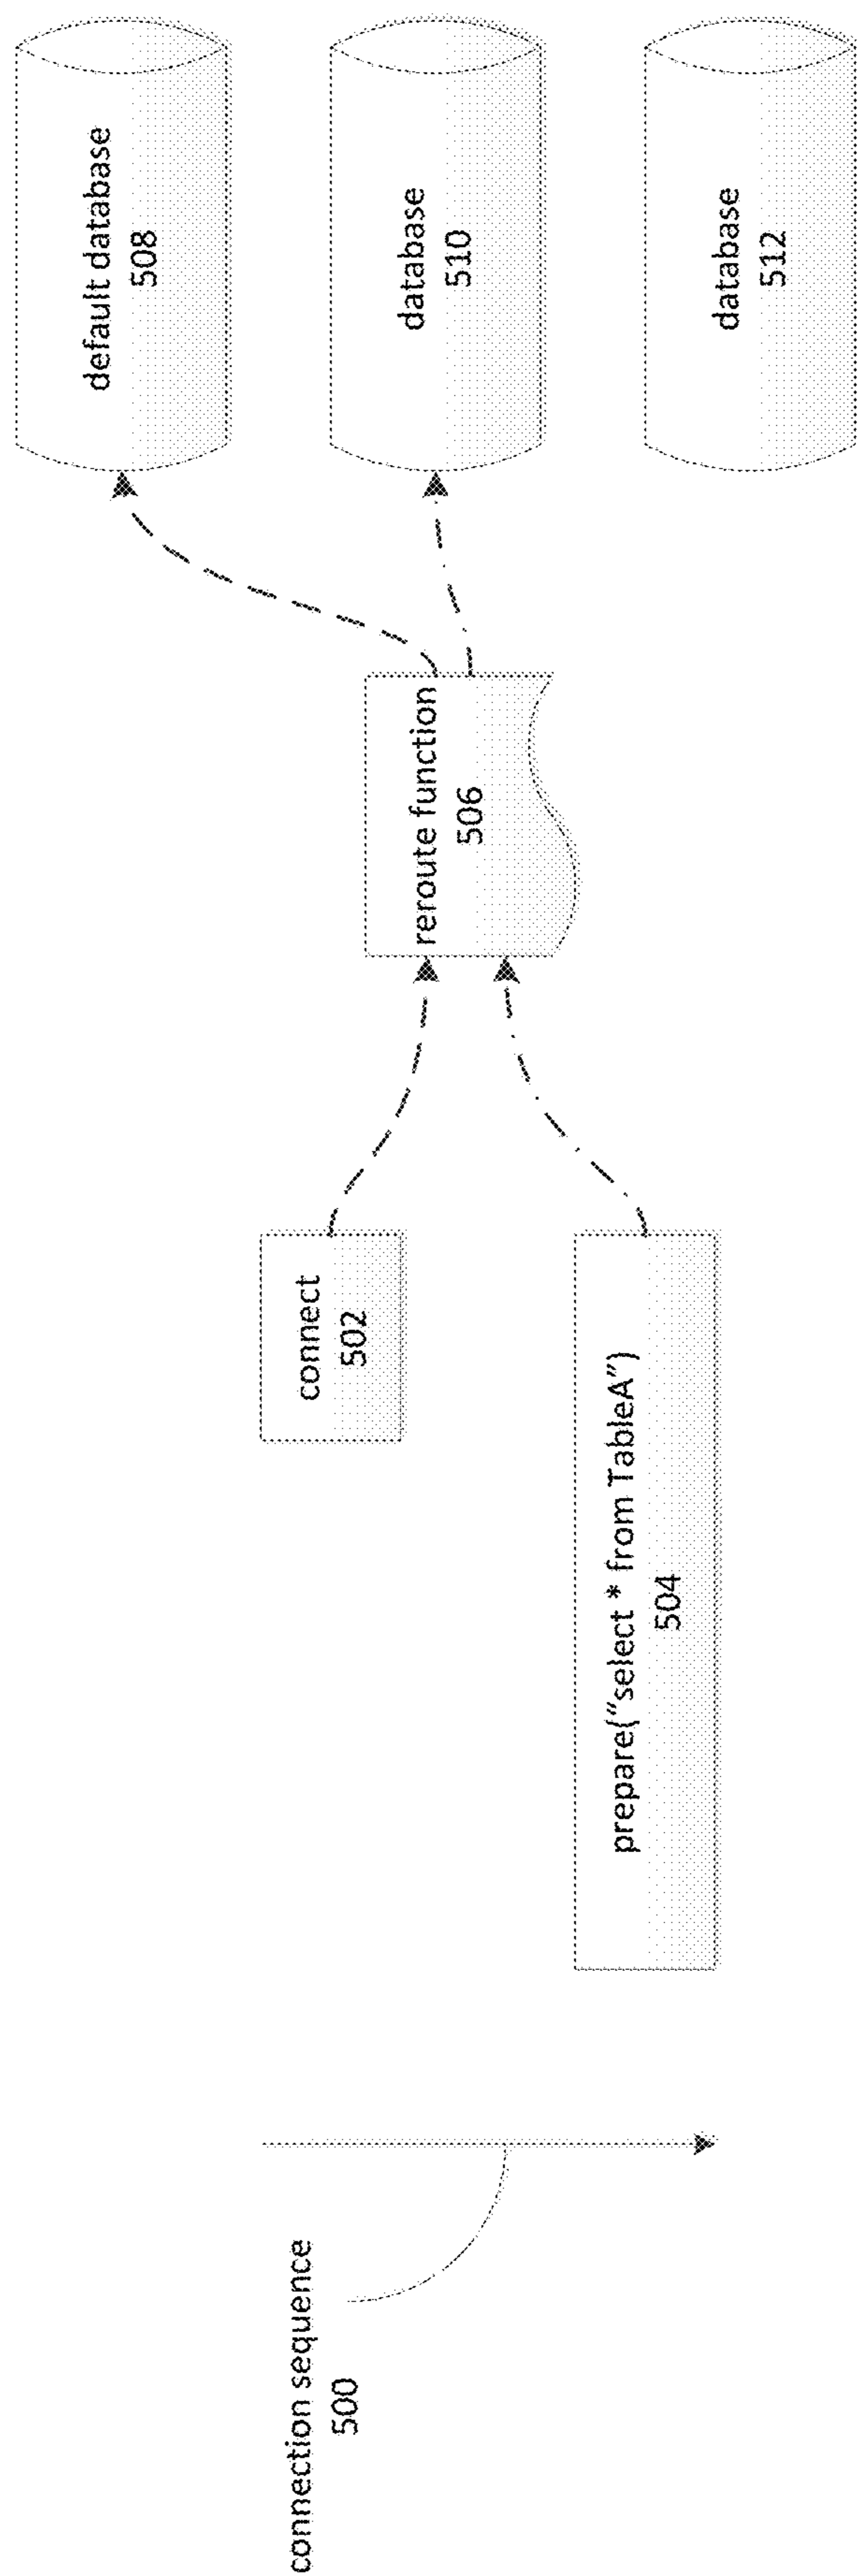 connection sequence
500
connect
502
prepare("select * from TableA")
504
reroute function
506
default database
508
database
510
database
512